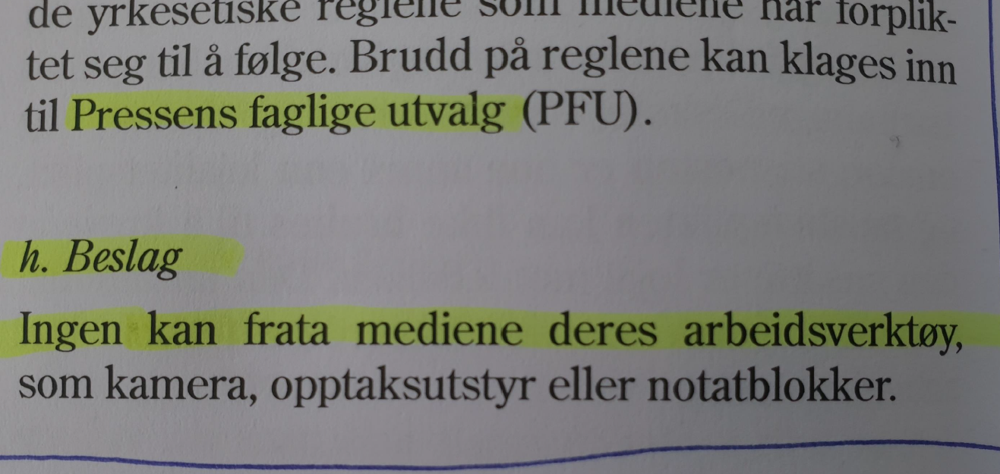 de yrkesetiske reglene som mediene har forplik-
tet seg til å følge. Brudd på reglene kan klages inn
til Pressens faglige utvalg (PFU).
h. Beslag
Ingen kan frata mediene deres arbeidsverktøy,
som kamera, opptaksutstyr eller notatblokker.